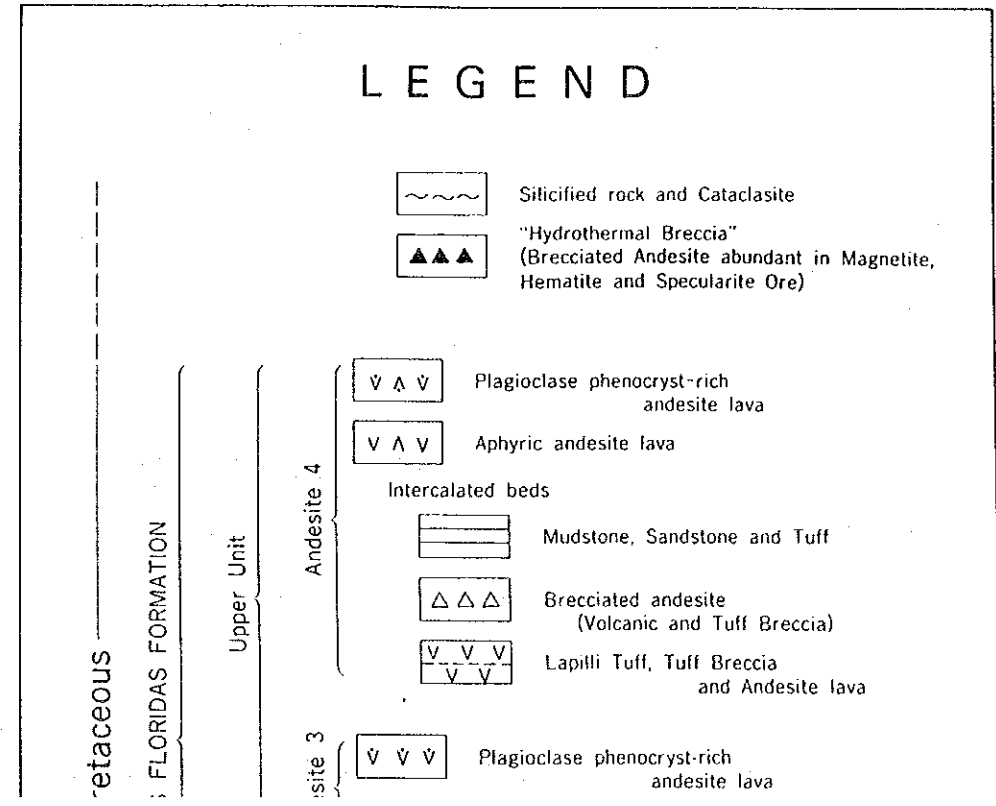 LEGEND
Silicified rock and Cataclasite
"Hydrothermal Breccia"
(Brecciated Andesite abundant in Magnetite,
Hematite and Specularite Ore)
Plagioclase phenocryst-rich
andesite lava
Aphyric andesite lava
Andesite 4
Intercalated beds
Mudstone, Sandstone and Tuff
Upper Unit
FLORIDAS FORMATION
Brecciated andesite
(Volcanic and Tuff Breccia)
Lapilli Tuff, Tuff Breccia
and Andesite lava
retaceous
esite 3
Plagioclase phenocryst-rich
andesite lava